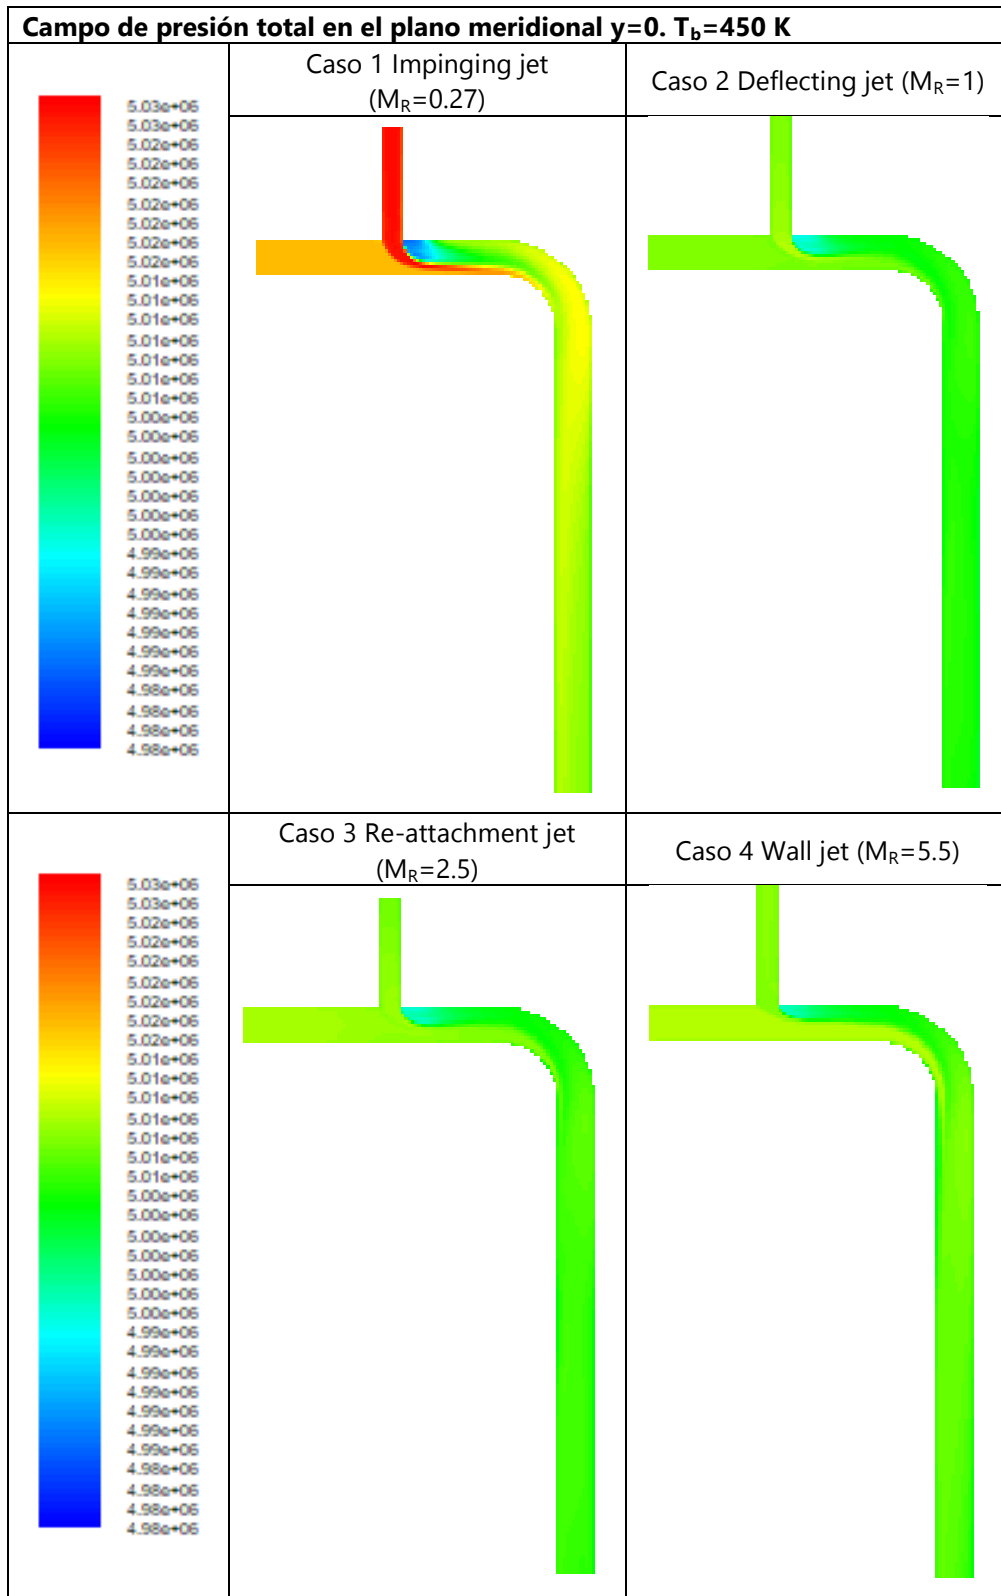 Campo de presión total en el plano meridional y=0. Tb=450 K
Caso 1 Impinging jet
(MR=0.27)
Caso 2 Deflecting jet (MR=1)
5.03e+06
5.03e+06
5.02e+06
5.02e+06
5.02e+06
5.02e+06
5.02e+06
5.02e+06
5.02e+06
5.01e+06
5.01e+06
5.01e+06
5.01e+06
5.01e+06
5.01e+06
5.01e+06
5.00e+06
5.00e+06
5.00e+06
5.00e+06
5.00e+06
5.00e+06
5.00e+06
4.99e+06
4.99e+06
4.99e+06
4.99e+06
4.99e+06
4.99e+06
4.99e+06
4.98e+06
4.98e+06
4.98e+06
4.98e+06
Caso 3 Re-attachment jet
(MR=2.5)
Caso 4 Wall jet (MR=5.5)
5.03e+06
5.03e+06
5.02e+06
5.02e+06
5.02e+06
5.02e+06
5.02e+06
5.02e+06
5.02e+06
5.01e+06
5.01e+06
5.01e+06
5.01e+06
5.01e+06
5.01e+06
5.01e+06
5.00e+06
5.00e+06
5.00e+06
5.00e+06
5.00e+06
5.00e+06
5.00e+06
4.99e+06
4.99e+06
4.99e+06
4.99e+06
4.99e+06
4.99e+06
4.99e+06
4.98e+06
4.98e+06
4.98e+06
4.98e+06